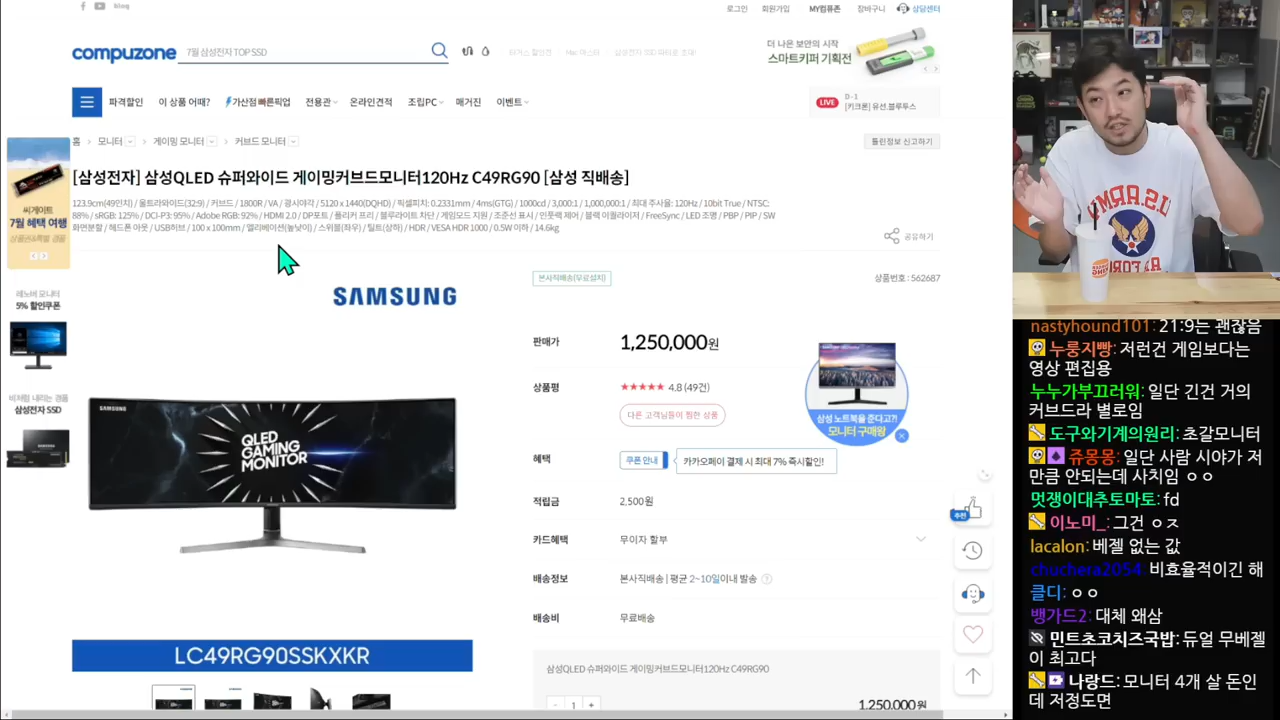 blog
로그인 회원가입 MY컴퓨존 장바구니 상담센터
compuzone
7월 삼성전자 TOP SSD
더 나은 보안의 시작
스마트키퍼 기획전
파격할인 이 상품 어때? 가산점 빠른픽업 전용관 온라인견적 조립PC 매거진 이벤트
LIVE
D-1
[키크론] 유선.블루투스
홈 > 모니터 > 게이밍 모니터 > 커브드 모니터
틀린정보 신고하기
씨게이트
7월 혜택 여행
[삼성전자] 삼성QLED 슈퍼와이드 게이밍커브드모니터120Hz C49RG90 [삼성 직배송]
123.9cm(49인치) / 울트라와이드(32:9) / 커브드 / 1800R / VA / 광시야각 / 5120 x 1440(DQHD) / 픽셀피치: 0.2331mm / 4ms(GTG) / 1000cd / 3,000:1 / 1,000,000:1 / 최대 주사율: 120Hz / 10bit True / NTSC:
88% / sRGB: 125% / DCI-P3: 95% / Adobe RGB: 92% / HDMI 2.0 / DP포트 / 플리커 프리 / 블루라이트 차단 / 게임모드 지원 / 조준선 표시 / 인풋렉 제어 / 블랙 이퀄라이저 / FreeSync / LED 조명 / PBP / PIP / SW
화면분할 / 헤드폰 아웃 / USB허브 / 100 x 100mm / 엘리베이션(높낮이) / 스위블(좌우) / 틸트(상하) / HDR / VESA HDR 1000 / 0.5W 이하 / 14.6kg
공유하기
본사직배송(무료설치)
상품번호 : 562687
레노버 모니터
5% 할인쿠폰
SAMSUNG
판매가 1,250,000원
상품평 ★★★★★ 4.8 (49건)
다른 고객님들이 찜한 상품
삼성 노트북을 준다고?!
모니터 구매왕
삼성전자 SSD
SAMSUNG
QLED
GAMING
MONITOR
혜택 쿠폰 안내 카카오페이 결제 시 최대 7% 즉시할인!
적립금 2,500원
추천
카드혜택 무이자 할부
배송정보 본사직배송 | 평균 2~10일이내 발송
배송비 무료배송
LC49RG90SSKXKR
삼성QLED 슈퍼와이드 게이밍커브드모니터120Hz C49RG90
- 1 +
1,250,000원
U.S.ARMY
BURGER
KING
nastyhound101: 21:9는 괜찮음
누룽지빵: 저런건 게임보다는
영상 편집용
누누가부끄러워: 일단 긴건 거의
커브드라 별로임
도구와기계의원리: 초갈모니터
쥬몽몽: 일단 사람 시야가 저
만큼 안되는데 사치임 ㅇㅇ
멋쟁이대추토마토: fd
이노미_: 그건 ㅇㅈ
lacalon: 베젤 없는 값
chuchera2054: 비효율적이긴 해
클디: ㅇㅇ
뱅가드2: 대체 왜삼
민트초코치즈국밥: 듀얼 무베젤
이 최고다
나랑드: 모니터 4개 살 돈인
데 저정도면